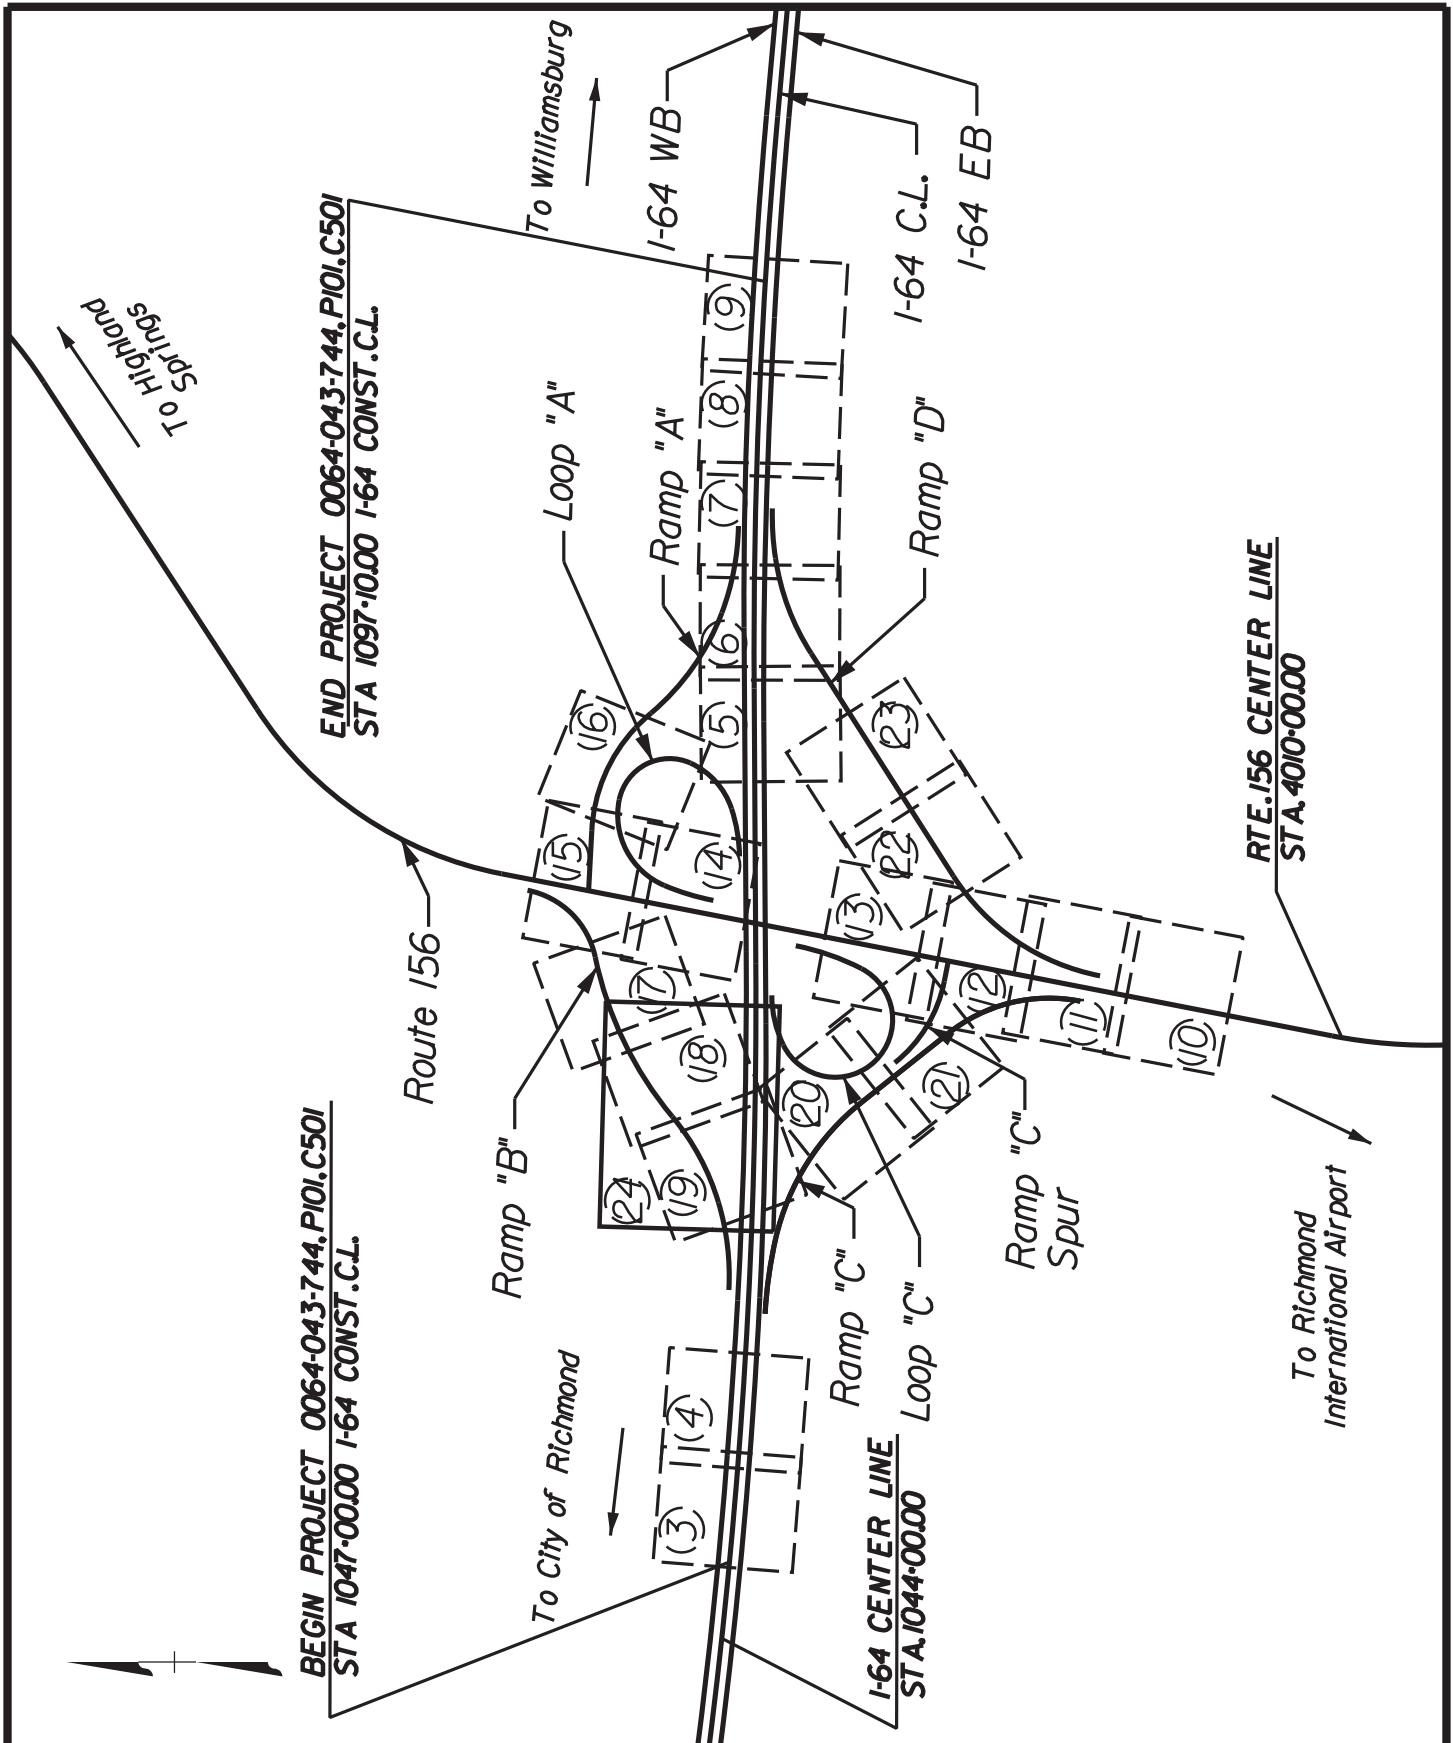 BEGIN PROJECT 0064-043-744, P101, C501
STA 1047+00.00 I-64 CONST. C.L.
END PROJECT 0064-043-744, P101, C501
STA 1097+10.00 I-64 CONST. C.L.
To Highland
Springs
Route 156
Ramp "B"
Loop "A"
Ramp "A"
To City of Richmond
To Williamsburg
I-64 WB
I-64 C.L.
I-64 EB
16
15
14
17
18
19
24
3
4
5
6
7
8
9
13
22
23
20
21
12
11
10
Ramp "D"
Ramp "C"
Loop "C"
Ramp "C"
Spur
I-64 CENTER LINE
STA. 1044+00.00
RTE. 156 CENTER LINE
STA. 4010+00.00
To Richmond
International Airport